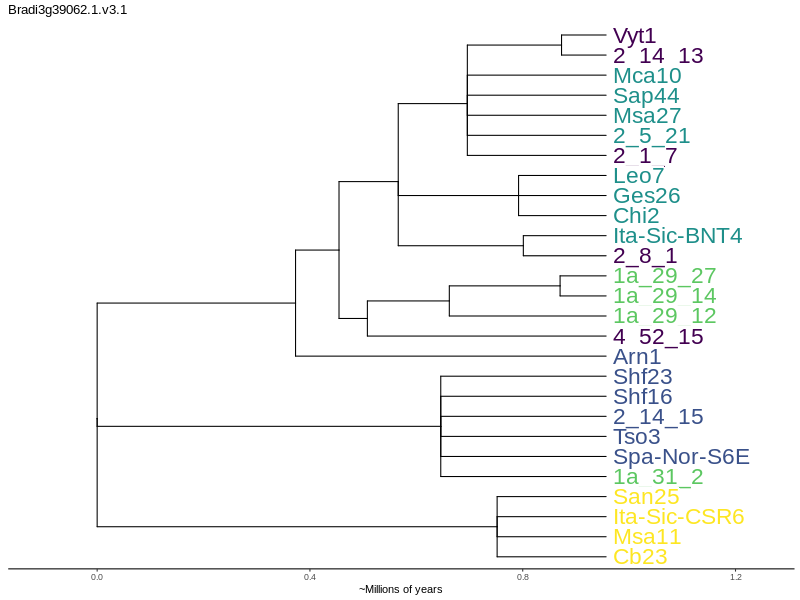 Bradi3g39062.1.v3.1
Vyt1
2_14_13
Mca10
Sap44
Msa27
2_5_21
2_1_7
Leo7
Ges26
Chi2
Ita-Sic-BNT4
2_8_1
1a_29_27
1a_29_14
1a_29_12
4_52_15
Arn1
Shf23
Shf16
2_14_15
Tso3
Spa-Nor-S6E
1a_31_2
San25
Ita-Sic-CSR6
Msa11
Cb23
0.0 0.4 0.8 1.2
~Millions of years